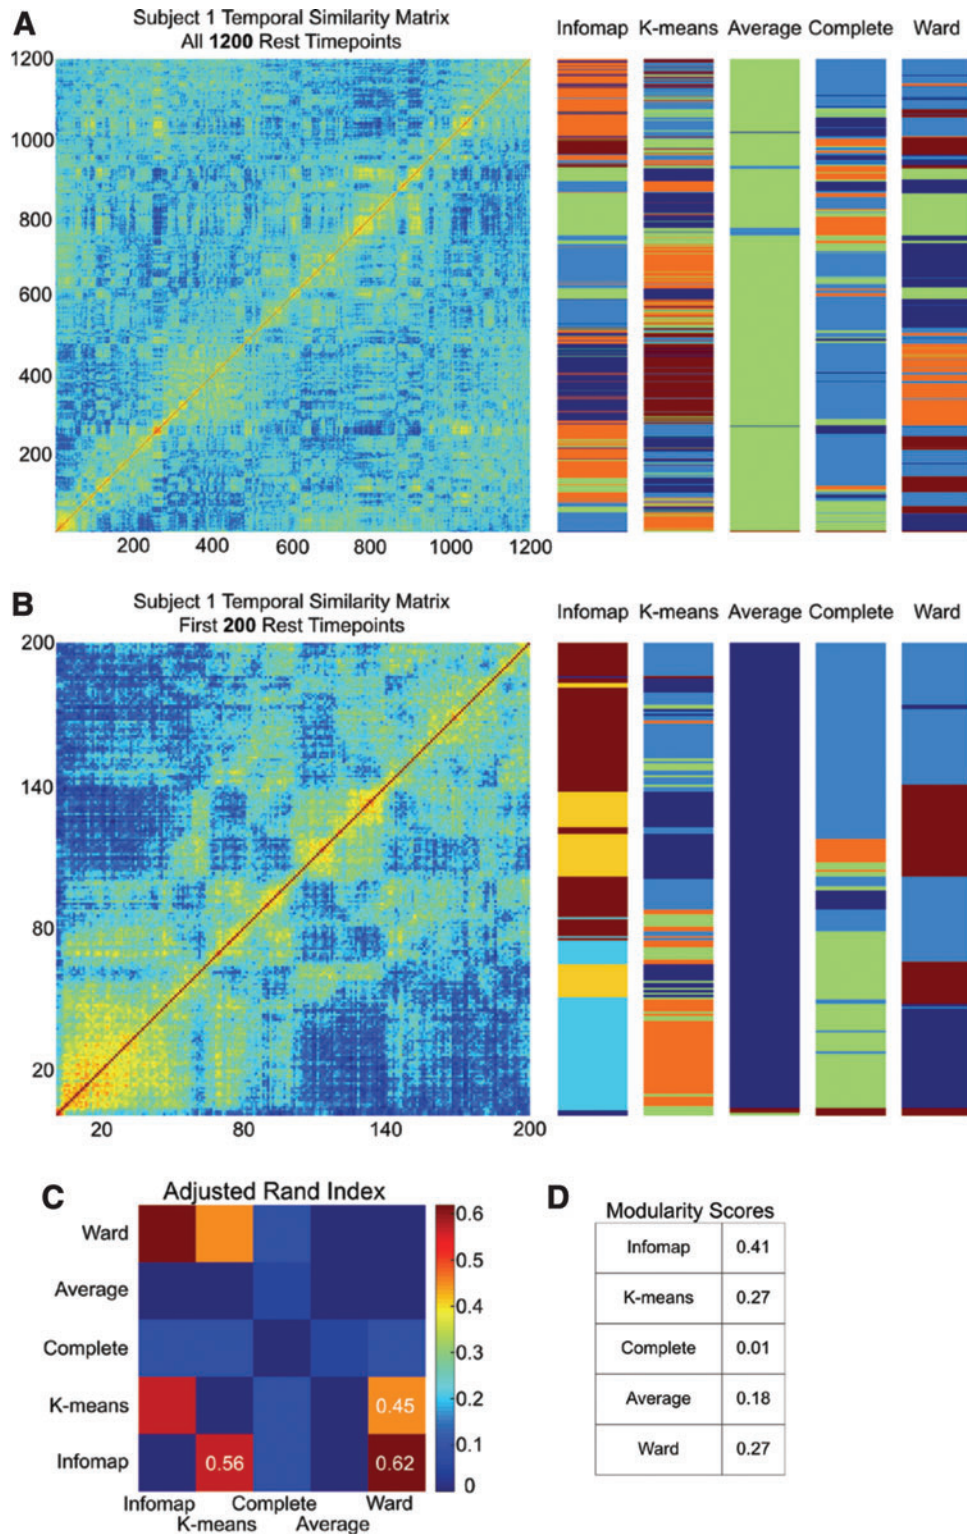 A
Subject 1 Temporal Similarity Matrix
All 1200 Rest Timepoints
Infomap K-means Average Complete Ward
1200
1000
800
600
400
200
200 400 600 800 1000 1200
B
Subject 1 Temporal Similarity Matrix
First 200 Rest Timepoints
Infomap K-means Average Complete Ward
200
140
80
20
20 80 140 200
C
Adjusted Rand Index
Ward
Average
Complete
K-means
Infomap
0.45
0.56 0.62
0.6
0.5
0.4
0.3
0.2
0.1
0
Infomap Complete Ward
K-means Average
D
Modularity Scores
Infomap 0.41
K-means 0.27
Complete 0.01
Average 0.18
Ward 0.27